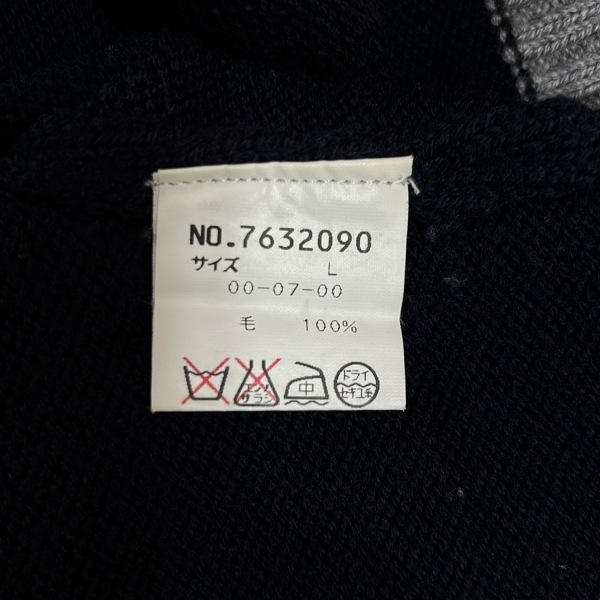 NO.7632090
サイズ L
00-07-00
毛 100%
エンソ
サラシ
中
ドライ
セキユ系